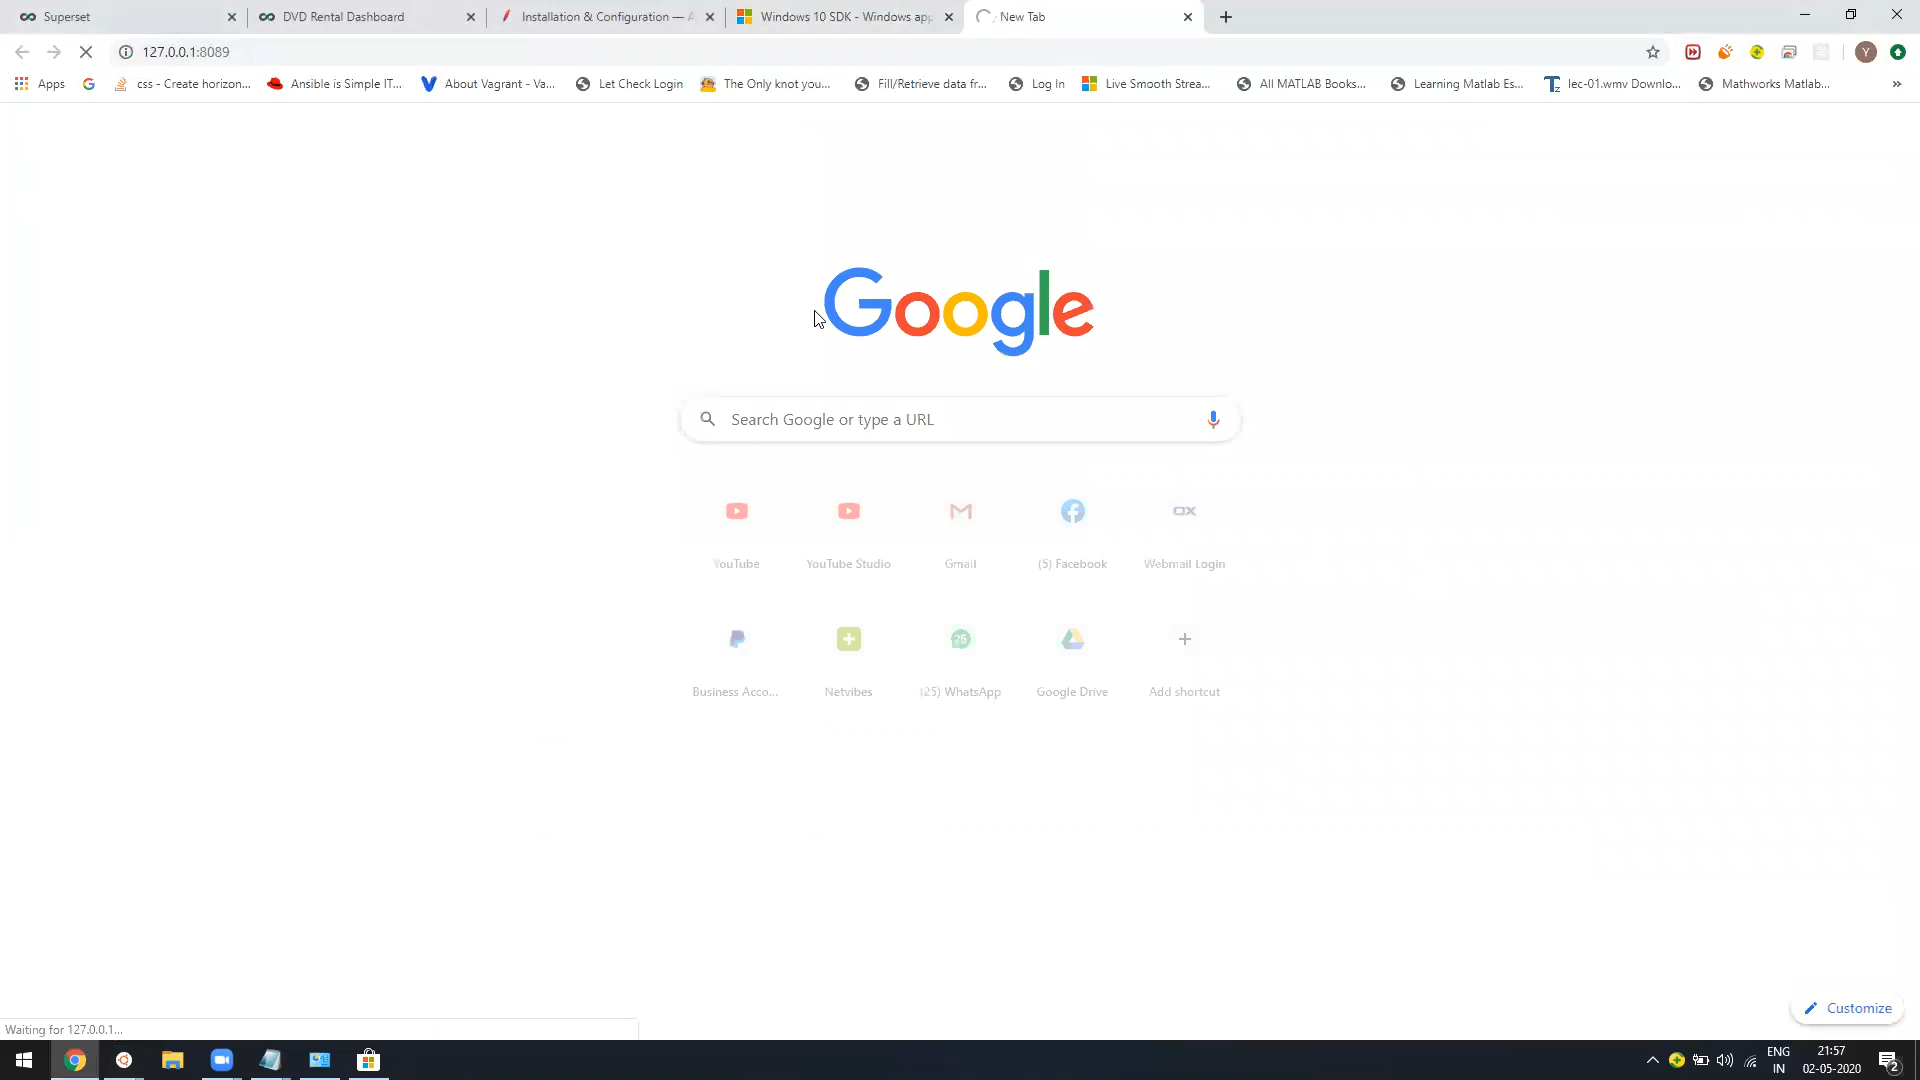 Superset
DVD Rental Dashboard
Installation & Configuration — A
Windows 10 SDK - Windows app
New Tab
127.0.0.1:8089
Y
Apps
css - Create horizon...
Ansible is Simple IT...
About Vagrant - Va...
Let Check Login
The Only knot you...
Fill/Retrieve data fr...
Log In
Live Smooth Strea...
All MATLAB Books...
Learning Matlab Es...
lec-01.wmv Downlo...
Mathworks Matlab...
»
Google
Search Google or type a URL
OX
YouTube
YouTube Studio
Gmail
(5) Facebook
Webmail Login
26
Business Acco...
Netvibes
(25) WhatsApp
Google Drive
Add shortcut
Customize
Waiting for 127.0.0.1...
ENG
IN
21:57
02-05-2020
2